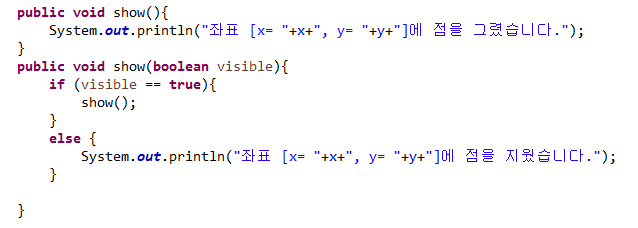 public void show(){
    System.out.println("좌표 [x= "+x+", y= "+y+"]에 점을 그렸습니다.");
}
public void show(boolean visible){
    if (visible == true){
        show();
    }
    else {
        System.out.println("좌표 [x= "+x+", y= "+y+"]에 점을 지웠습니다.");
    }
}